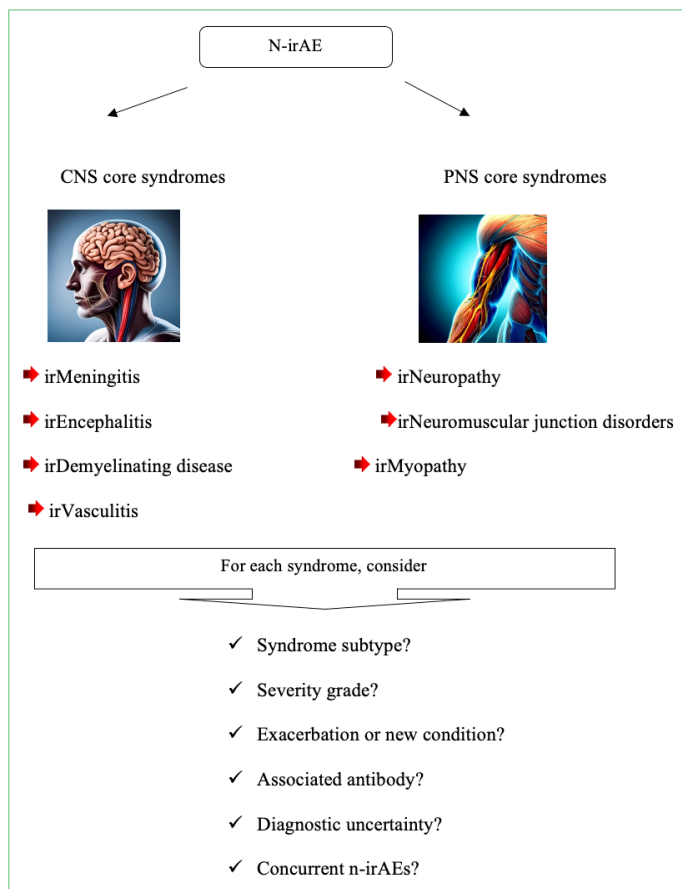 N-irAE
CNS core syndromes
PNS core syndromes
irMeningitis
irEncephalitis
irDemyelinating disease
irVasculitis
irNeuropathy
irNeuromuscular junction disorders
irMyopathy
For each syndrome, consider
Syndrome subtype?
Severity grade?
Exacerbation or new condition?
Associated antibody?
Diagnostic uncertainty?
Concurrent n-irAEs?